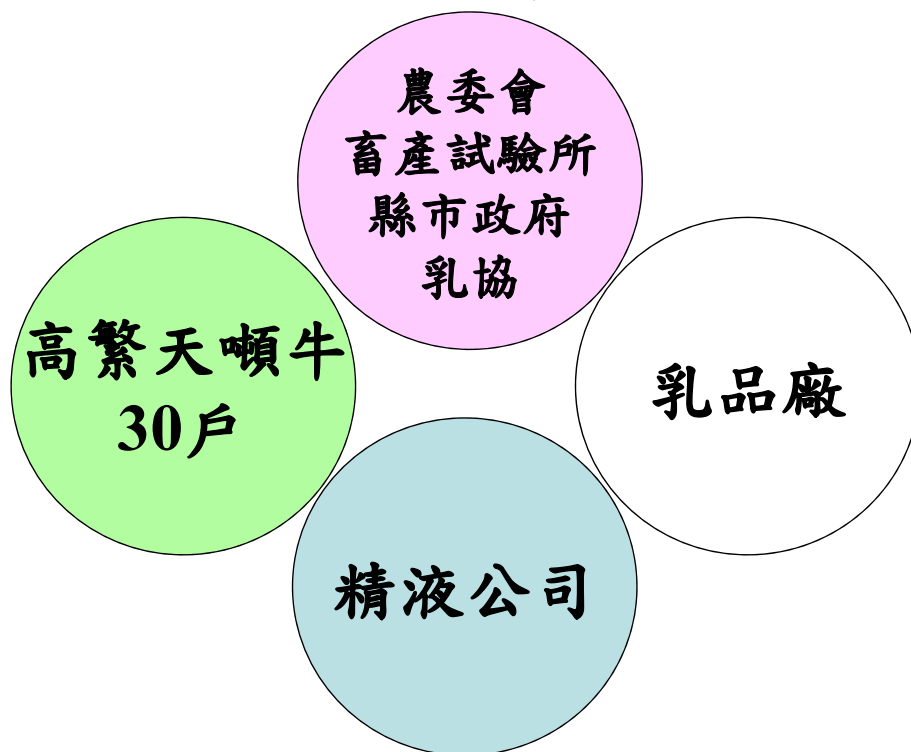 農委會
畜產試驗所
縣市政府
乳協
高繁天噸牛
30戶
乳品廠
精液公司